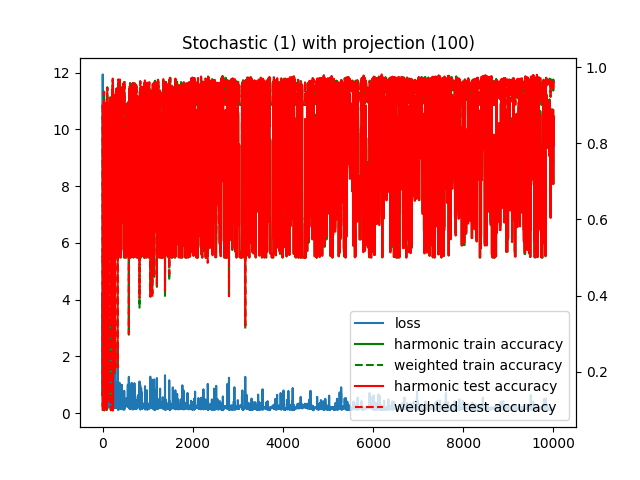 Stochastic (1) with projection (100)
12
10
8
6
4
2
0
1.0
0.8
0.6
0.4
0.2
loss
harmonic train accuracy
weighted train accuracy
harmonic test accuracy
weighted test accuracy
0 2000 4000 6000 8000 10000